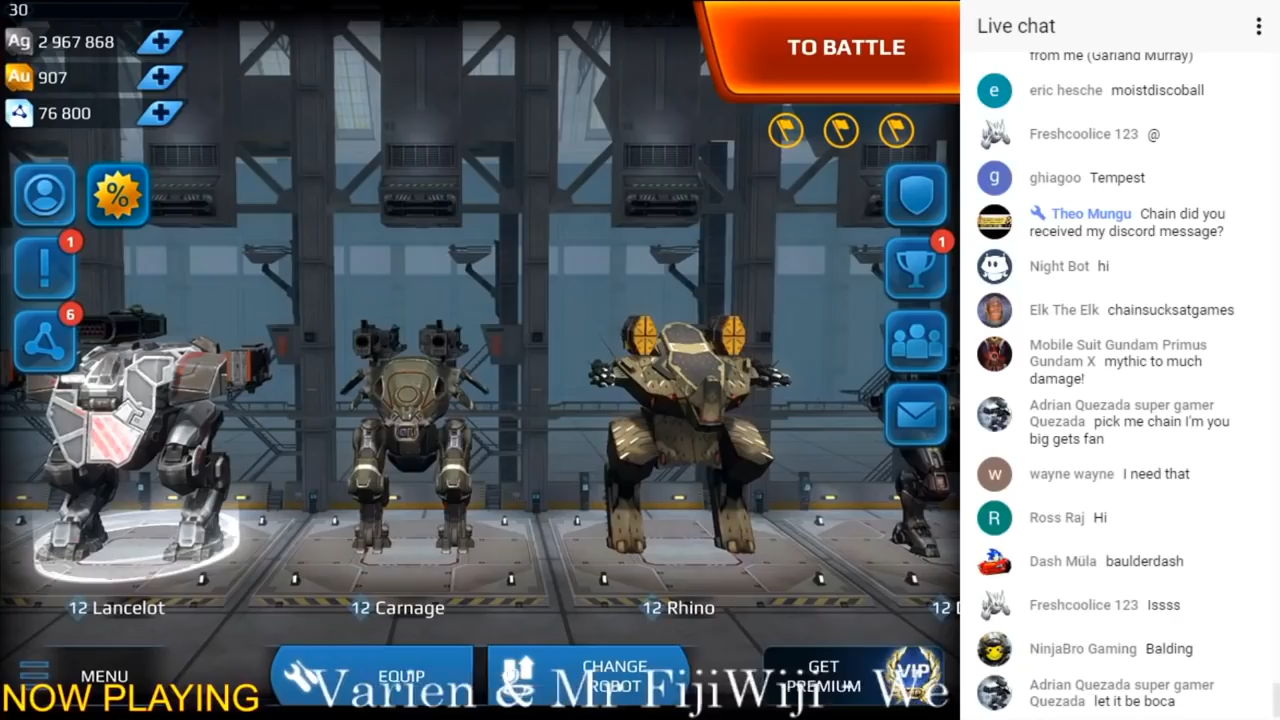 30
Ag 2 967 868
Au 907
76 800
TO BATTLE
%
1
6
1
12 Lancelot
12 Carnage
12 Rhino
12
MENU
EQUIP
CHANGE
ROBOT
GET
PREMIUM
VIP
NOW PLAYING
Varien & Mr FijiWiji We
Live chat
from me (Garland Murray)
e eric hesche moistdiscoball
Freshcoolice 123 @
g ghiagoo Tempest
Theo Mungu Chain did you
received my discord message?
Night Bot hi
Elk The Elk chainsucksatgames
Mobile Suit Gundam Primus
Gundam X mythic to much
damage!
Adrian Quezada super gamer
Quezada pick me chain I'm you
big gets fan
w wayne wayne I need that
R Ross Raj Hi
Dash Müla baulderdash
Freshcoolice 123 Issss
NinjaBro Gaming Balding
Adrian Quezada super gamer
Quezada let it be boca